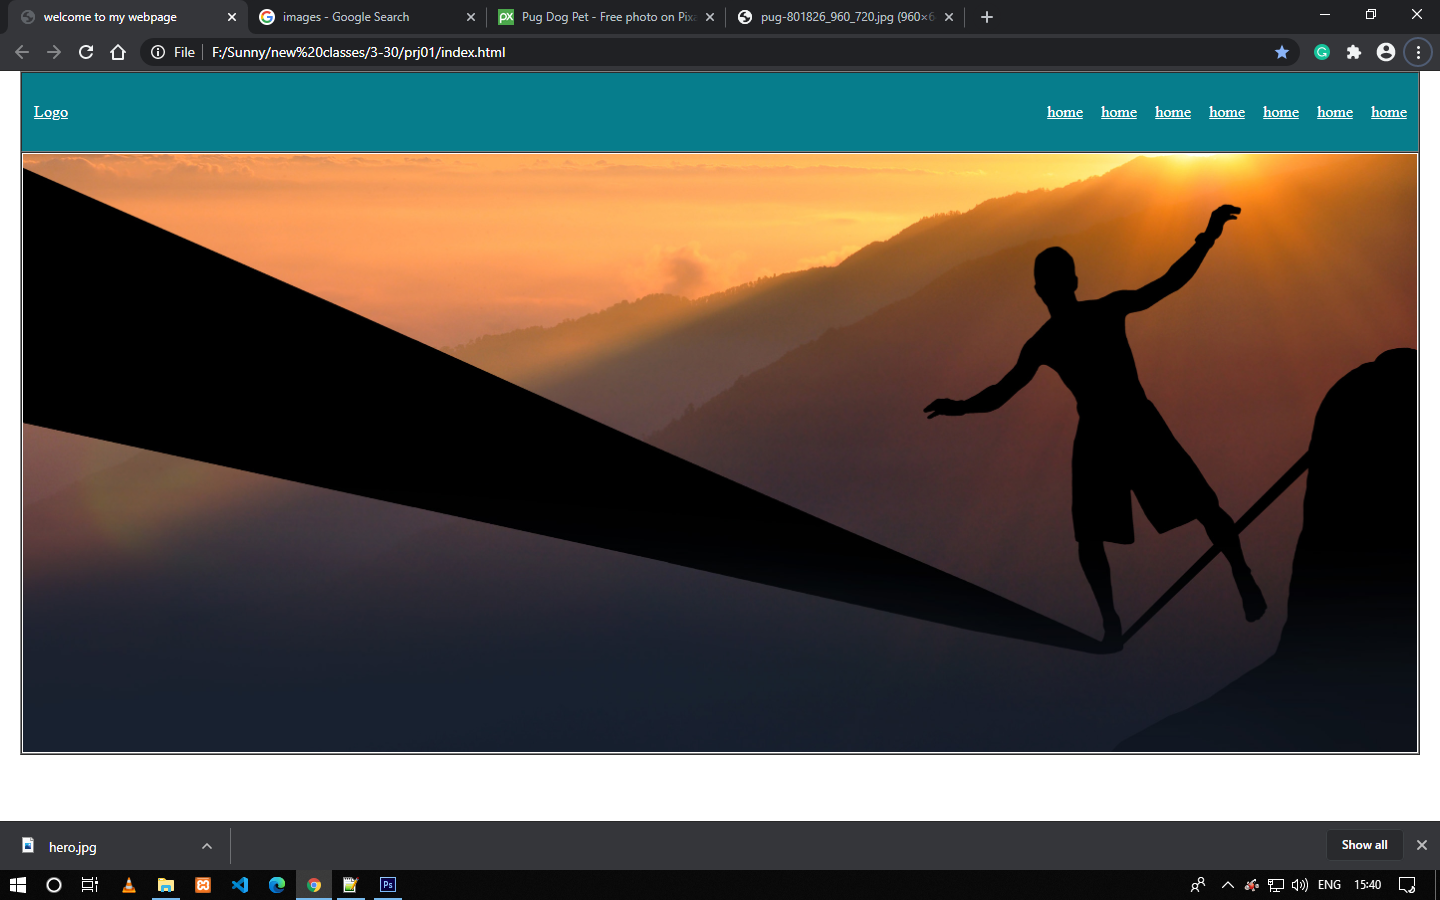 welcome to my webpage
images - Google Search
px
Pug Dog Pet - Free photo on Pix
pug-801826_960_720.jpg (960×6
File
F:/Sunny/new%20classes/3-30/prj01/index.html
Logo
home home home home home home home
hero.jpg
Show all
Ps
ENG
15:40